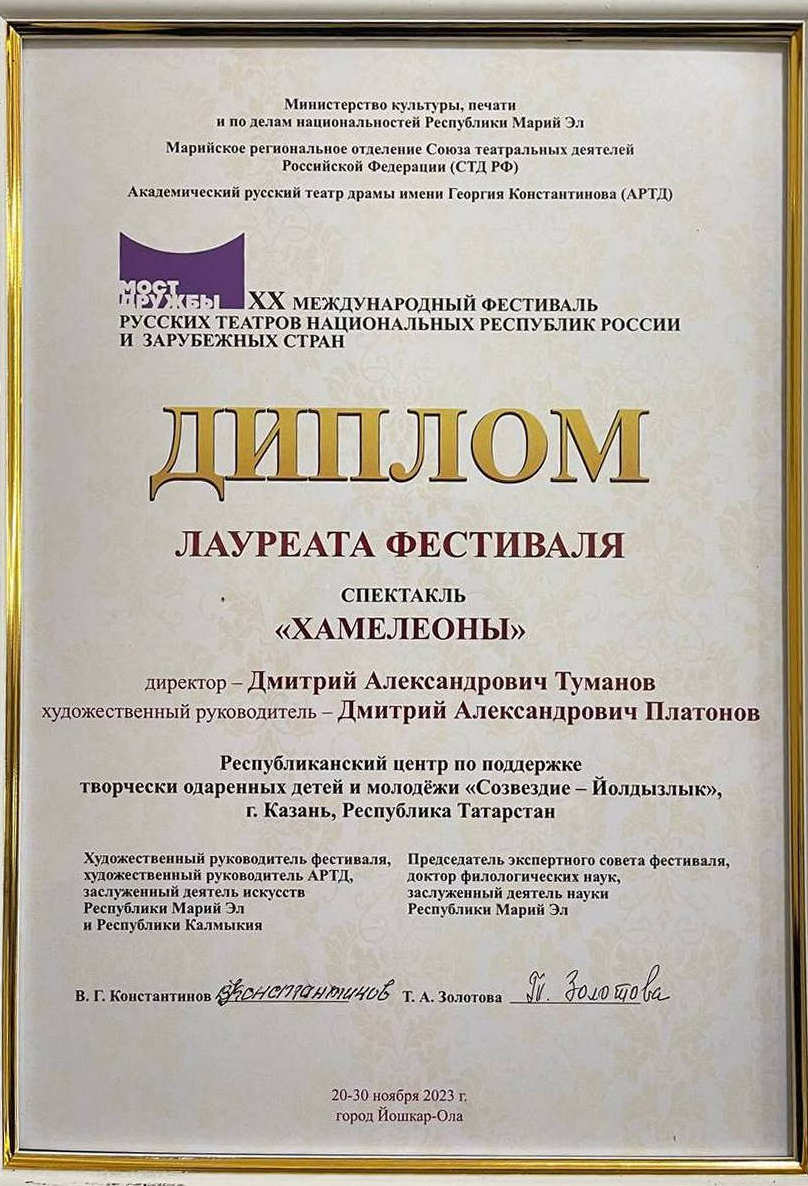 Министерство культуры, печати
и по делам национальностей Республики Марий Эл
Марийское региональное отделение Союза театральных деятелей
Российской Федерации (СТД РФ)
Академический русский театр драмы имени Георгия Константинова (АРТД)
МОСТ
ДРУЖБЫ
XX МЕЖДУНАРОДНЫЙ ФЕСТИВАЛЬ
РУССКИХ ТЕАТРОВ НАЦИОНАЛЬНЫХ РЕСПУБЛИК РОССИИ
И ЗАРУБЕЖНЫХ СТРАН
ДИПЛОМ
ЛАУРЕАТА ФЕСТИВАЛЯ
СПЕКТАКЛЬ
«ХАМЕЛЕОНЫ»
директор – Дмитрий Александрович Туманов
художественный руководитель – Дмитрий Александрович Платонов
Республиканский центр по поддержке
творчески одаренных детей и молодёжи «Созвездие – Йолдызлык»,
г. Казань, Республика Татарстан
Художественный руководитель фестиваля,
художественный руководитель АРТД,
заслуженный деятель искусств
Республики Марий Эл
и Республики Калмыкия
Председатель экспертного совета фестиваля,
доктор филологических наук,
заслуженный деятель науки
Республики Марий Эл
В. Г. Константинов ВКонстантинов
Т. А. Золотова Т. Золотова
20-30 ноября 2023 г.
город Йошкар-Ола